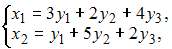 x₁ = 3y₁ + 2y₂ + 4y₃,
x₂ = y₁ + 5y₂ + 2y₃,